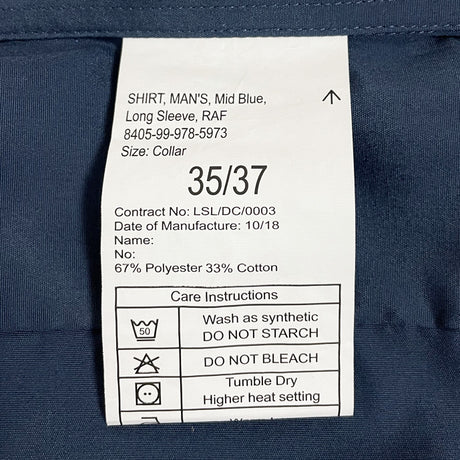 SHIRT, MAN'S, Mid Blue,
Long Sleeve, RAF
8405-99-978-5973
Size: Collar
35/37
Contract No: LSL/DC/0003
Date of Manufacture: 10/18
Name:
No:
67% Polyester 33% Cotton
Care Instructions
50
Wash as synthetic
DO NOT STARCH
DO NOT BLEACH
Tumble Dry
Higher heat setting